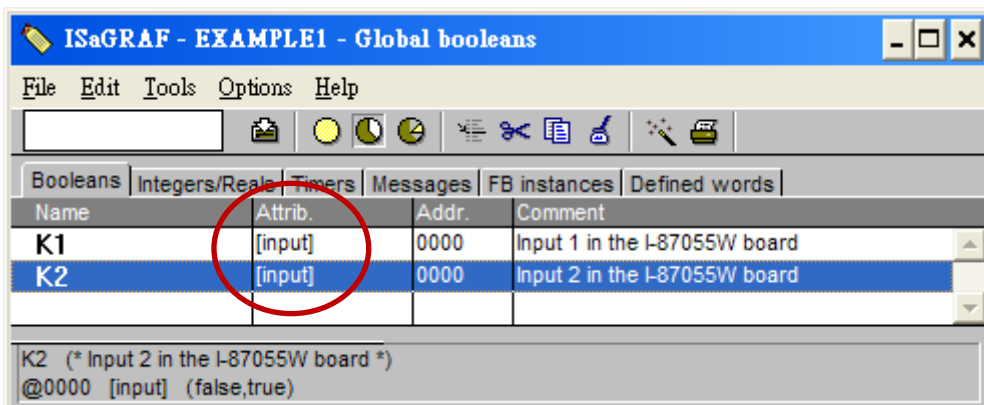 ISaGRAF - EXAMPLE1 - Global booleans
File Edit Tools Options Help
Booleans Integers/Reals Timers Messages FB instances Defined words
Name Attrib. Addr. Comment
K1 [input] 0000 Input 1 in the I-87055W board
K2 [input] 0000 Input 2 in the I-87055W board
K2 (* Input 2 in the I-87055W board *)
@0000 [input] (false,true)